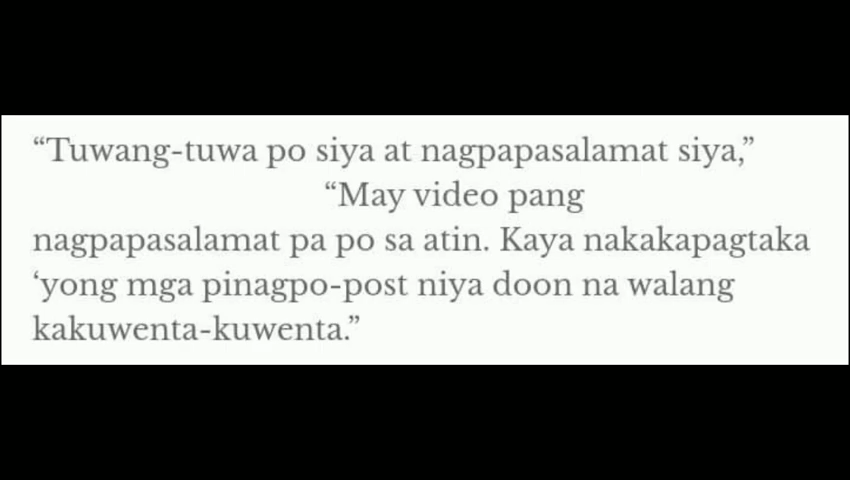 “Tuwang-tuwa po siya at nagpapasalamat siya,”
“May video pang
nagpapasalamat pa po sa atin. Kaya nakakapagtaka
‘yong mga pinagpo-post niya doon na walang
kakuwenta-kuwenta.”